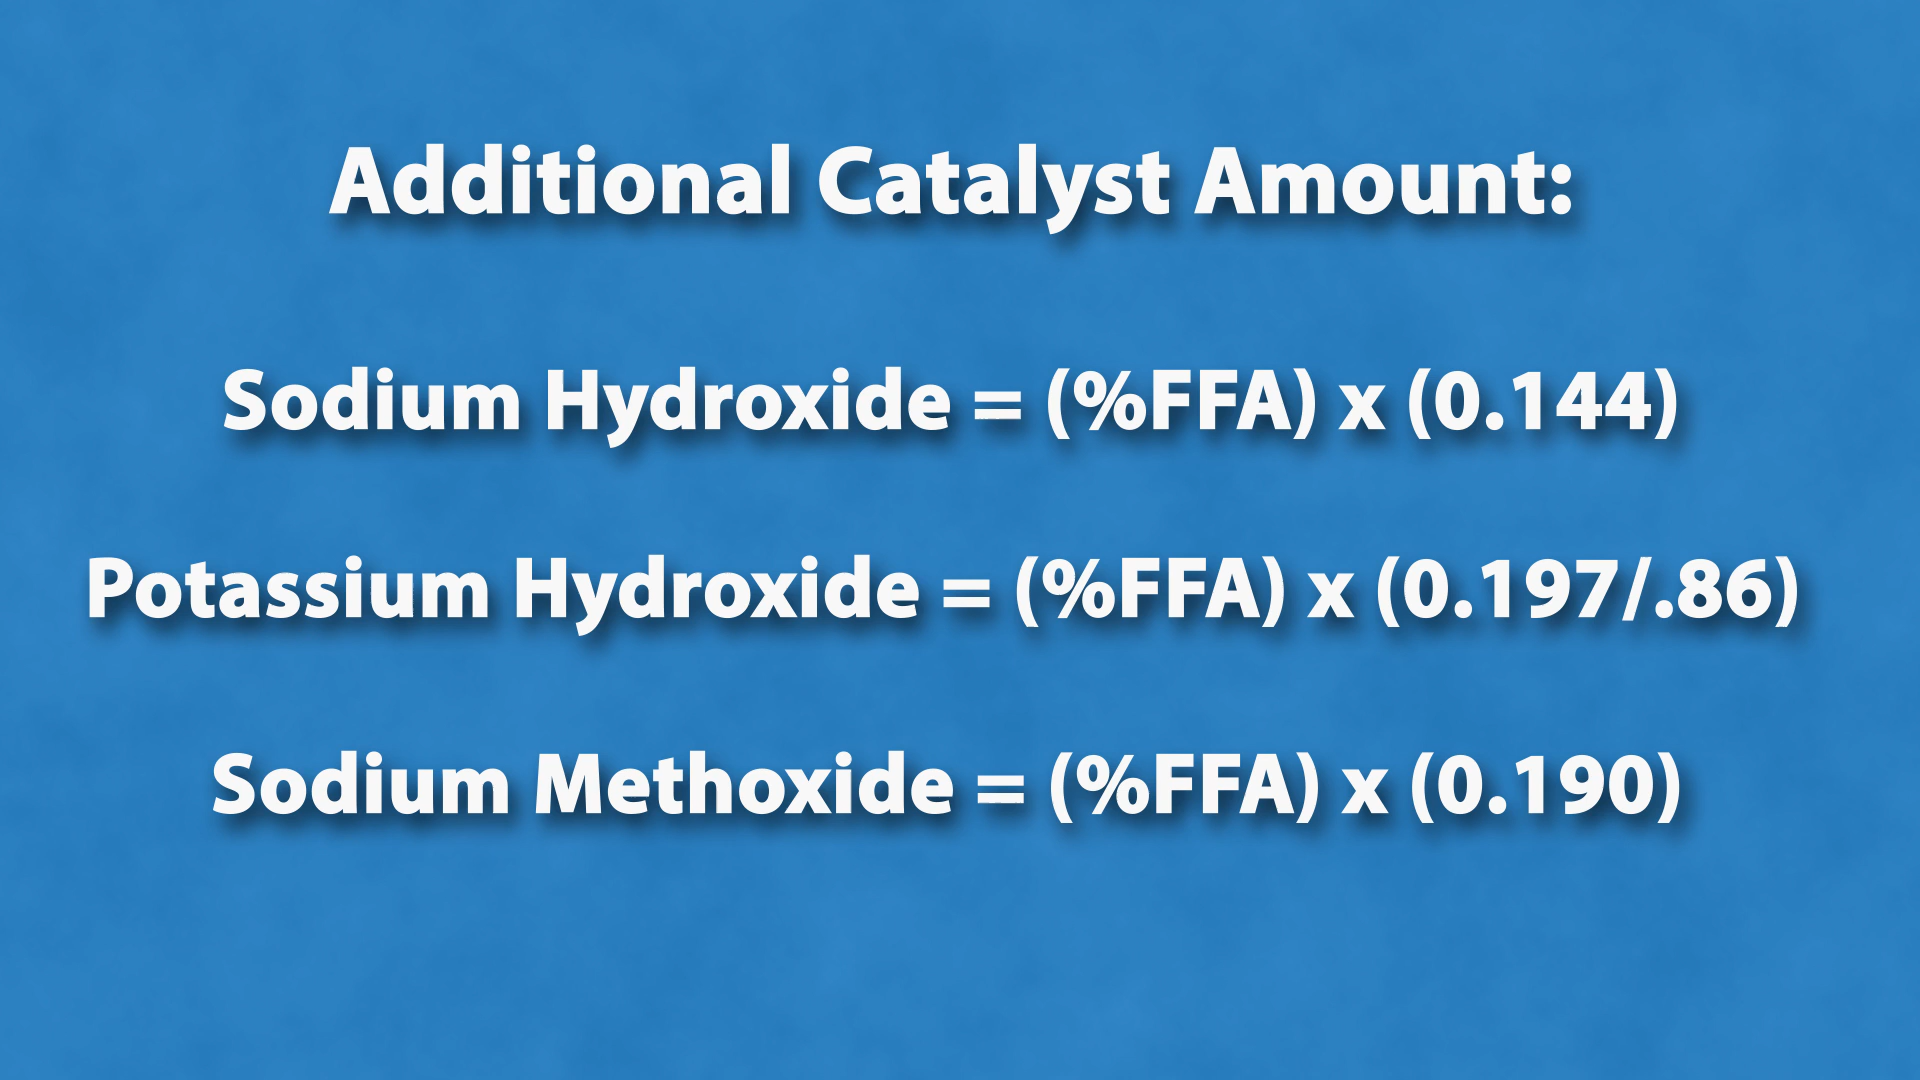 Additional Catalyst Amount:
Sodium Hydroxide = (%FFA) x (0.144)
Potassium Hydroxide = (%FFA) x (0.197/.86)
Sodium Methoxide = (%FFA) x (0.190)